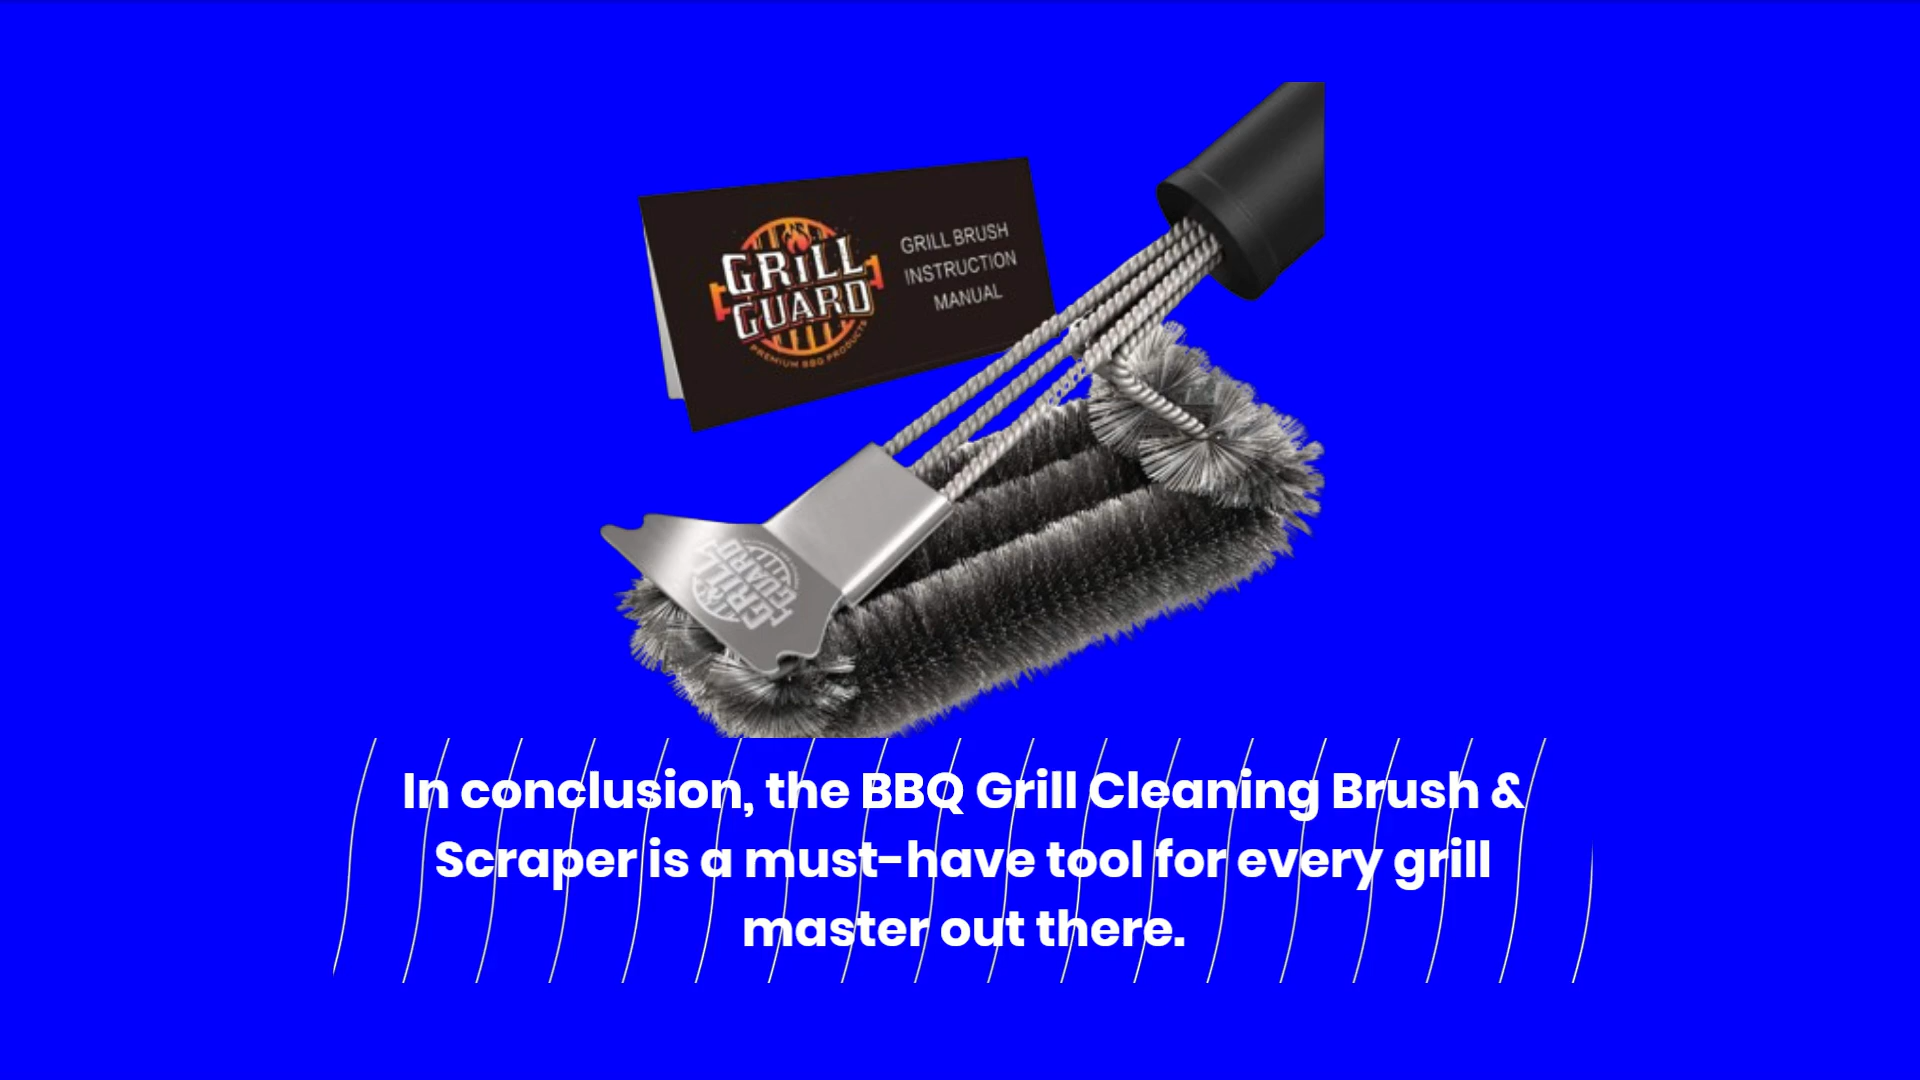 GRILL
GUARD
PREMIUM BBQ PRODUCTS
GRILL BRUSH
INSTRUCTION
MANUAL
GRILL
GUARD
In conclusion, the BBQ Grill Cleaning Brush &
Scraper is a must-have tool for every grill
master out there.